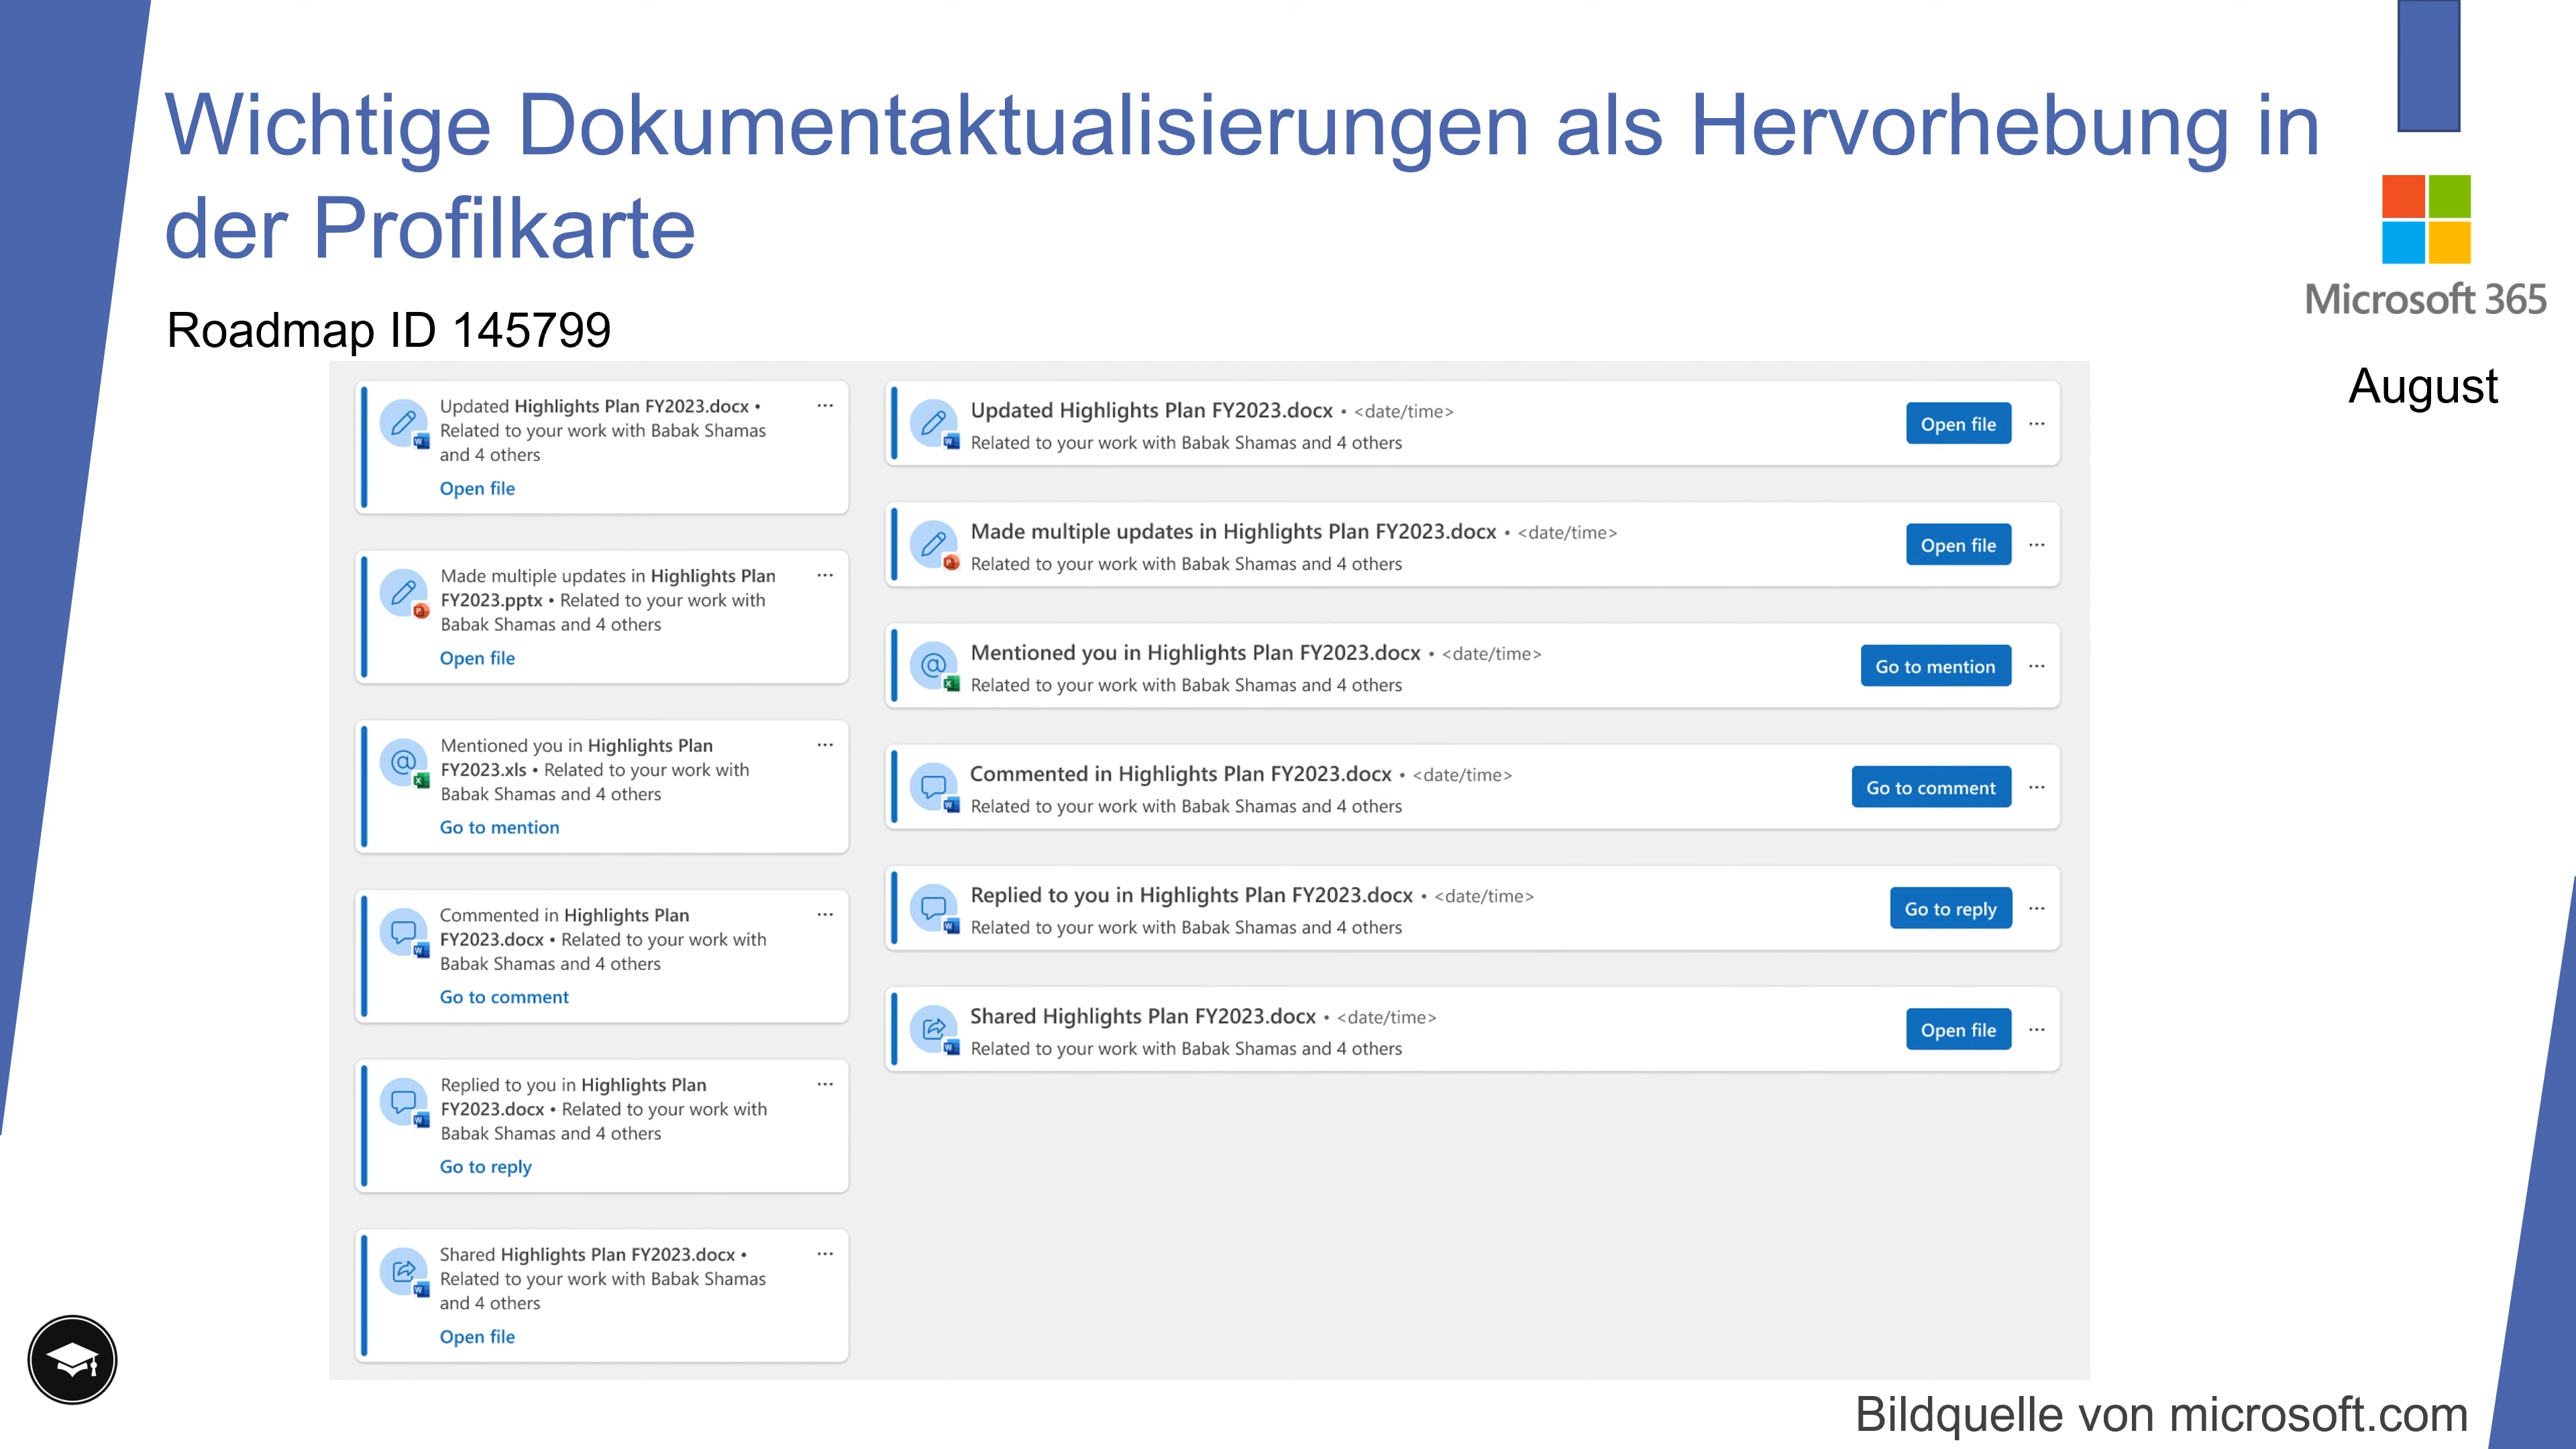 Wichtige Dokumentaktualisierungen als Hervorhebung in
der Profilkarte
Roadmap ID 145799
Microsoft 365
August
Updated Highlights Plan FY2023.docx •
Related to your work with Babak Shamas
and 4 others
Open file
Made multiple updates in Highlights Plan
FY2023.pptx • Related to your work with
Babak Shamas and 4 others
Open file
Mentioned you in Highlights Plan
FY2023.xls • Related to your work with
Babak Shamas and 4 others
Go to mention
Commented in Highlights Plan
FY2023.docx • Related to your work with
Babak Shamas and 4 others
Go to comment
Replied to you in Highlights Plan
FY2023.docx • Related to your work with
Babak Shamas and 4 others
Go to reply
Shared Highlights Plan FY2023.docx •
Related to your work with Babak Shamas
and 4 others
Open file
Updated Highlights Plan FY2023.docx • <date/time>
Related to your work with Babak Shamas and 4 others
Open file
Made multiple updates in Highlights Plan FY2023.docx • <date/time>
Related to your work with Babak Shamas and 4 others
Open file
Mentioned you in Highlights Plan FY2023.docx • <date/time>
Related to your work with Babak Shamas and 4 others
Go to mention
Commented in Highlights Plan FY2023.docx • <date/time>
Related to your work with Babak Shamas and 4 others
Go to comment
Replied to you in Highlights Plan FY2023.docx • <date/time>
Related to your work with Babak Shamas and 4 others
Go to reply
Shared Highlights Plan FY2023.docx • <date/time>
Related to your work with Babak Shamas and 4 others
Open file
Bildquelle von microsoft.com